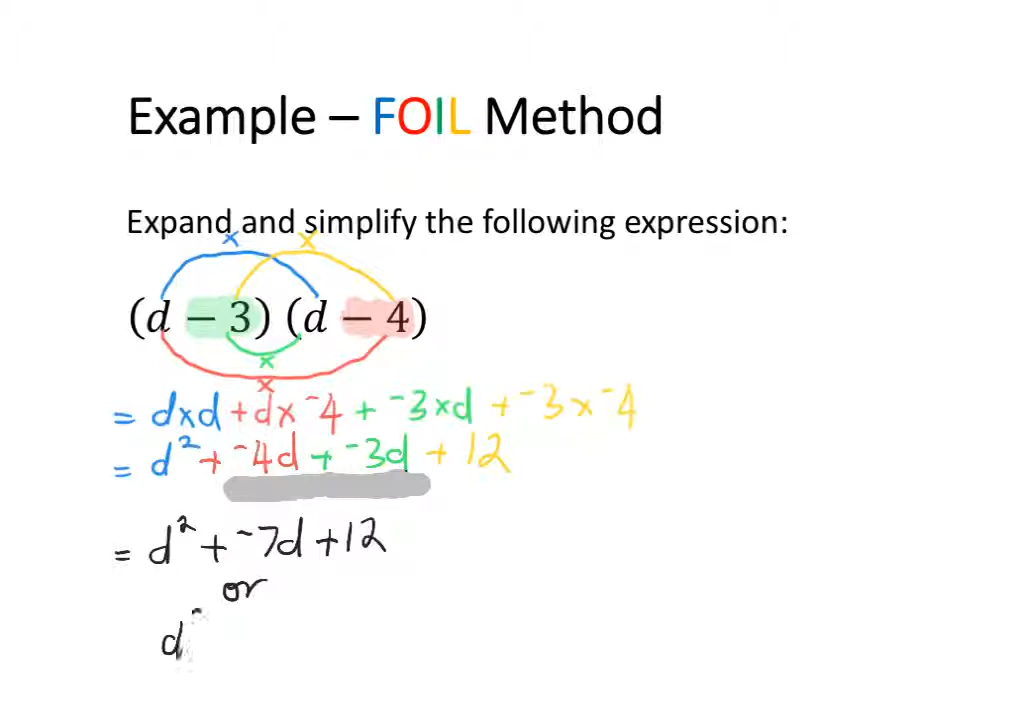 Example – FOIL Method
Expand and simplify the following expression:
× ×
(d − 3) (d − 4)
×
×
= d×d + d× ⁻4 + ⁻3×d + ⁻3 × ⁻4
= d² + ⁻4d + ⁻3d + 12
= d² + ⁻7d + 12
or
d